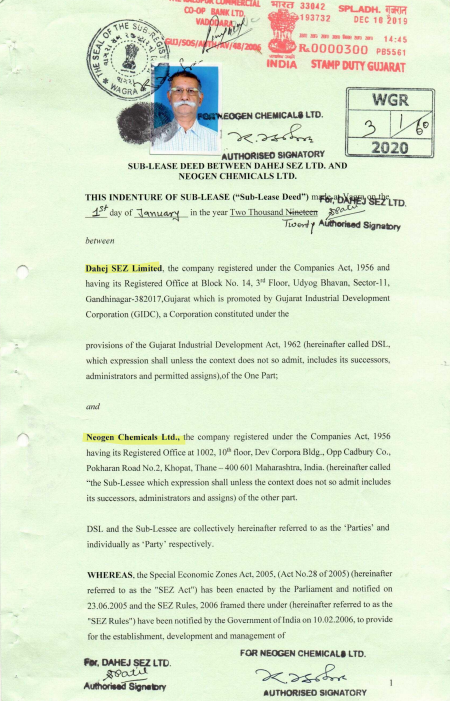 CO-OP BANK LTD.
VADODARA
GUJ/SOS/AUTH/AV/48/2006
भारत 33042 SPLADH. ગુજરાત
193732 DEC 10 2019
14:45
R.0000300 PB5561
INDIA STAMP DUTY GUJARAT
THE SEAL OF THE SUB-REGISTRAR
WAGRA
WGR
3 1/60
2020
FOR NEOGEN CHEMICALS LTD.
AUTHORISED SIGNATORY
SUB-LEASE DEED BETWEEN DAHEJ SEZ LTD. AND
NEOGEN CHEMICALS LTD.
THIS INDENTURE OF SUB-LEASE (“Sub-Lease Deed”) made at Vagra on the
For, DAHEJ SEZ LTD.
1st day of January in the year Two Thousand Nineteen
Twenty
Authorised Signatory
between
Dahej SEZ Limited, the company registered under the Companies Act, 1956 and
having its Registered Office at Block No. 14, 3rd Floor, Udyog Bhavan, Sector-11,
Gandhinagar-382017,Gujarat which is promoted by Gujarat Industrial Development
Corporation (GIDC), a Corporation constituted under the
provisions of the Gujarat Industrial Development Act, 1962 (hereinafter called DSL,
which expression shall unless the context does not so admit, includes its successors,
administrators and permitted assigns),of the One Part;
and
Neogen Chemicals Ltd., the company registered under the Companies Act, 1956
having its Registered Office at 1002, 10th floor, Dev Corpora Bldg., Opp Cadbury Co.,
Pokharan Road No.2, Khopat, Thane – 400 601 Maharashtra, India. (hereinafter called
“the Sub-Lessee which expression shall unless the context does not so admit includes
its successors, administrators and assigns) of the other part.
DSL and the Sub-Lessee are collectively hereinafter referred to as the ‘Parties’ and
individually as ‘Party’ respectively.
WHEREAS, the Special Economic Zones Act, 2005, (Act No.28 of 2005) (hereinafter
referred to as the "SEZ Act") has been enacted by the Parliament and notified on
23.06.2005 and the SEZ Rules, 2006 framed there under (hereinafter referred to as the
"SEZ Rules") have been notified by the Government of India on 10.02.2006, to provide
for the establishment, development and management of
For, DAHEJ SEZ LTD.
Authorised Signatory
FOR NEOGEN CHEMICALS LTD.
AUTHORISED SIGNATORY
1